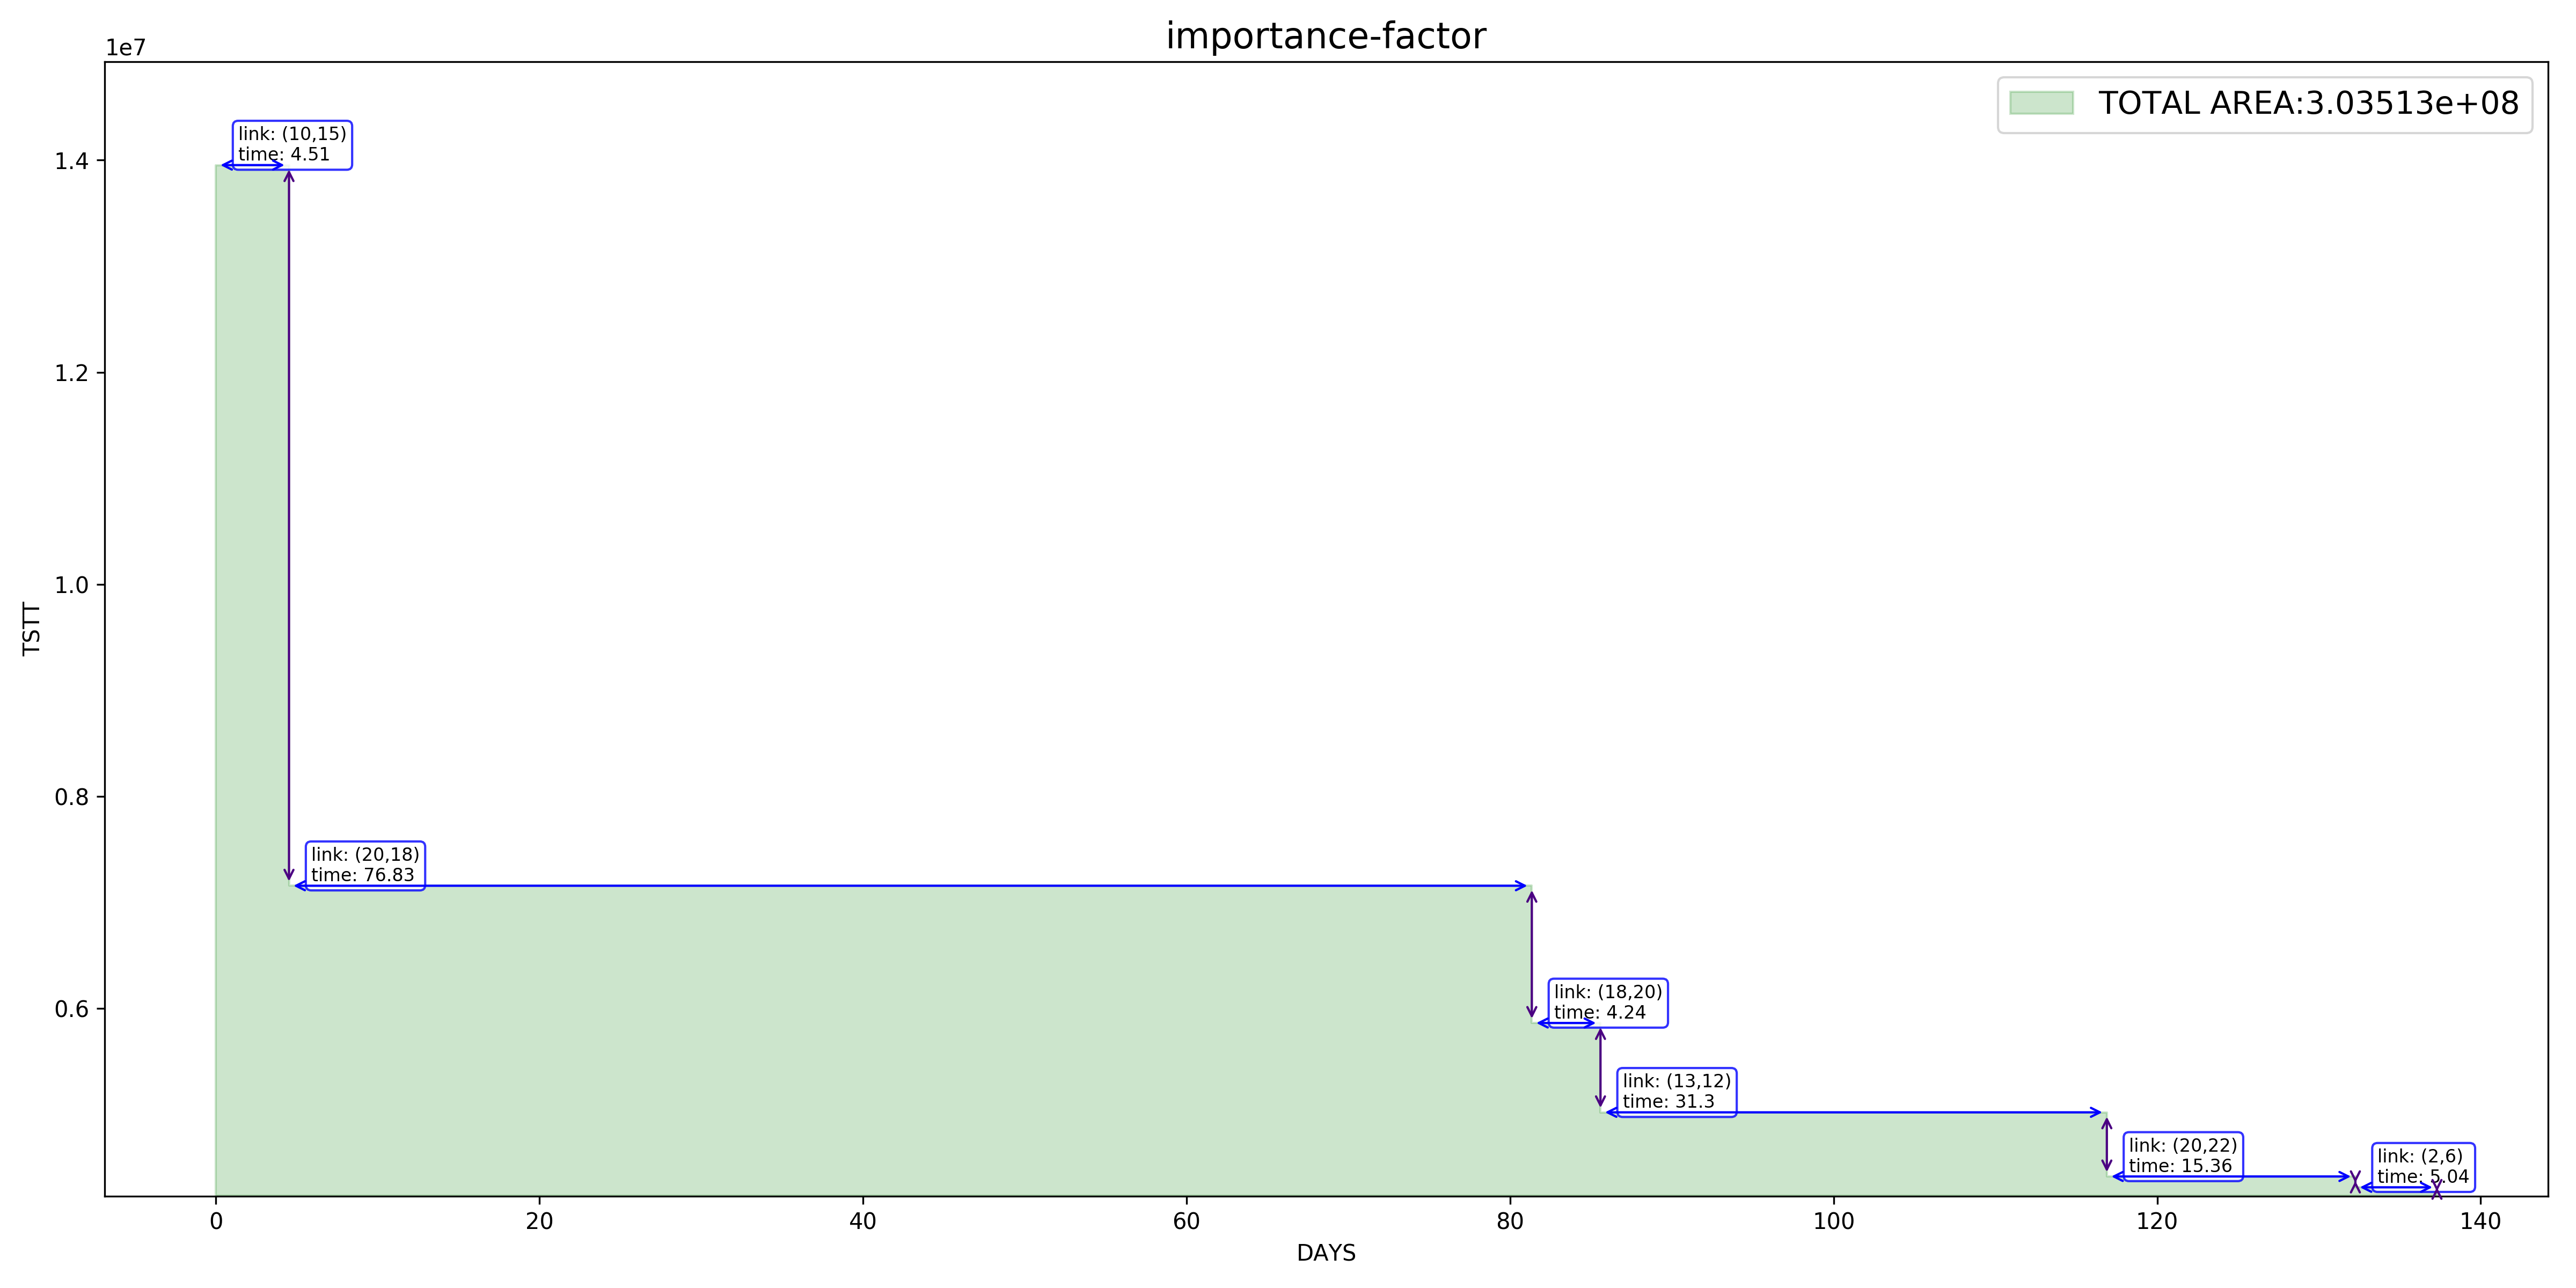 importance-factor
1e7
TOTAL AREA:3.03513e+08
link: (10,15)
time: 4.51
1.4
1.2
1.0
0.8
0.6
TSTT
link: (20,18)
time: 76.83
link: (18,20)
time: 4.24
link: (13,12)
time: 31.3
link: (20,22)
time: 15.36
link: (2,6)
time: 5.04
0
20
40
60
80
100
120
140
DAYS